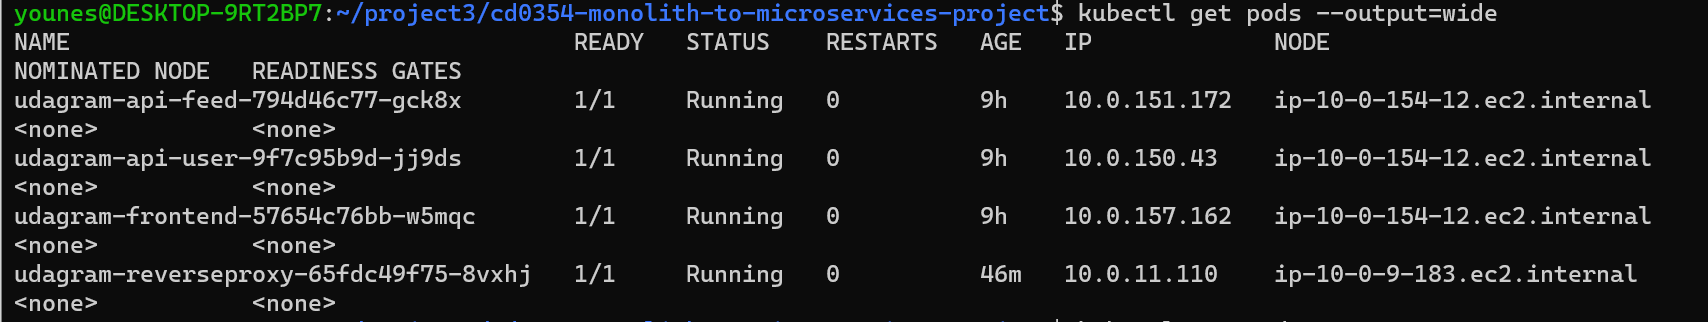 younes@DESKTOP-9RT2BP7:~/project3/cd0354-monolith-to-microservices-project$ kubectl get pods --output=wide
NAME READY STATUS RESTARTS AGE IP NODE
NOMINATED NODE READINESS GATES
udagram-api-feed-794d46c77-gck8x 1/1 Running 0 9h 10.0.151.172 ip-10-0-154-12.ec2.internal
<none> <none>
udagram-api-user-9f7c95b9d-jj9ds 1/1 Running 0 9h 10.0.150.43 ip-10-0-154-12.ec2.internal
<none> <none>
udagram-frontend-57654c76bb-w5mqc 1/1 Running 0 9h 10.0.157.162 ip-10-0-154-12.ec2.internal
<none> <none>
udagram-reverseproxy-65fdc49f75-8vxhj 1/1 Running 0 46m 10.0.11.110 ip-10-0-9-183.ec2.internal
<none> <none>